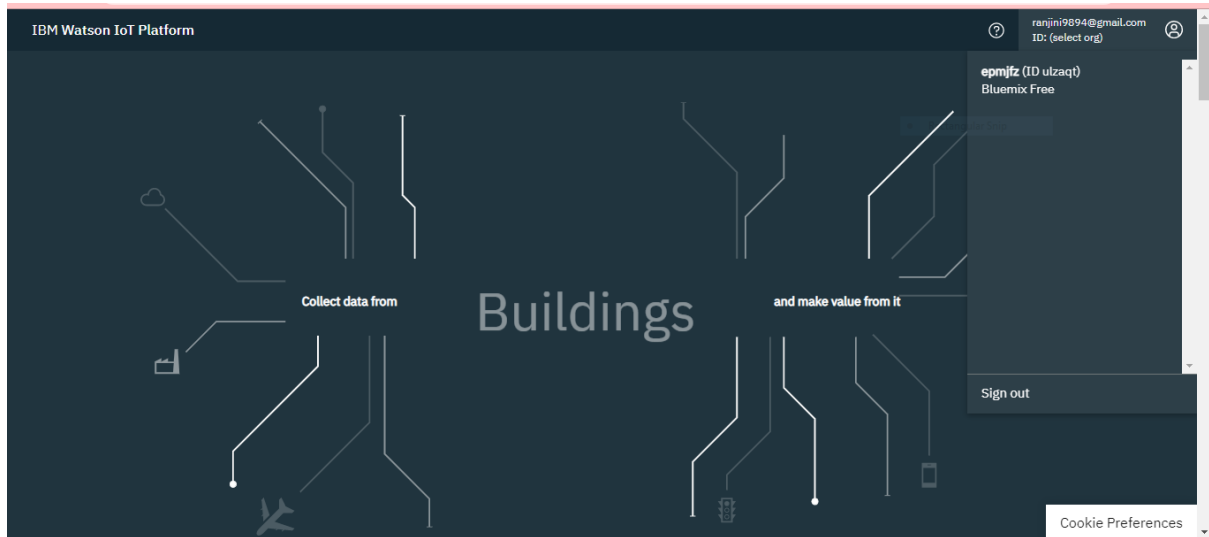 IBM Watson IoT Platform
ranjini9894@gmail.com
ID: (select org)
epmjfz (ID ulzaqt)
Bluemix Free
Collect data from
Buildings
and make value from it
Sign out
Cookie Preferences